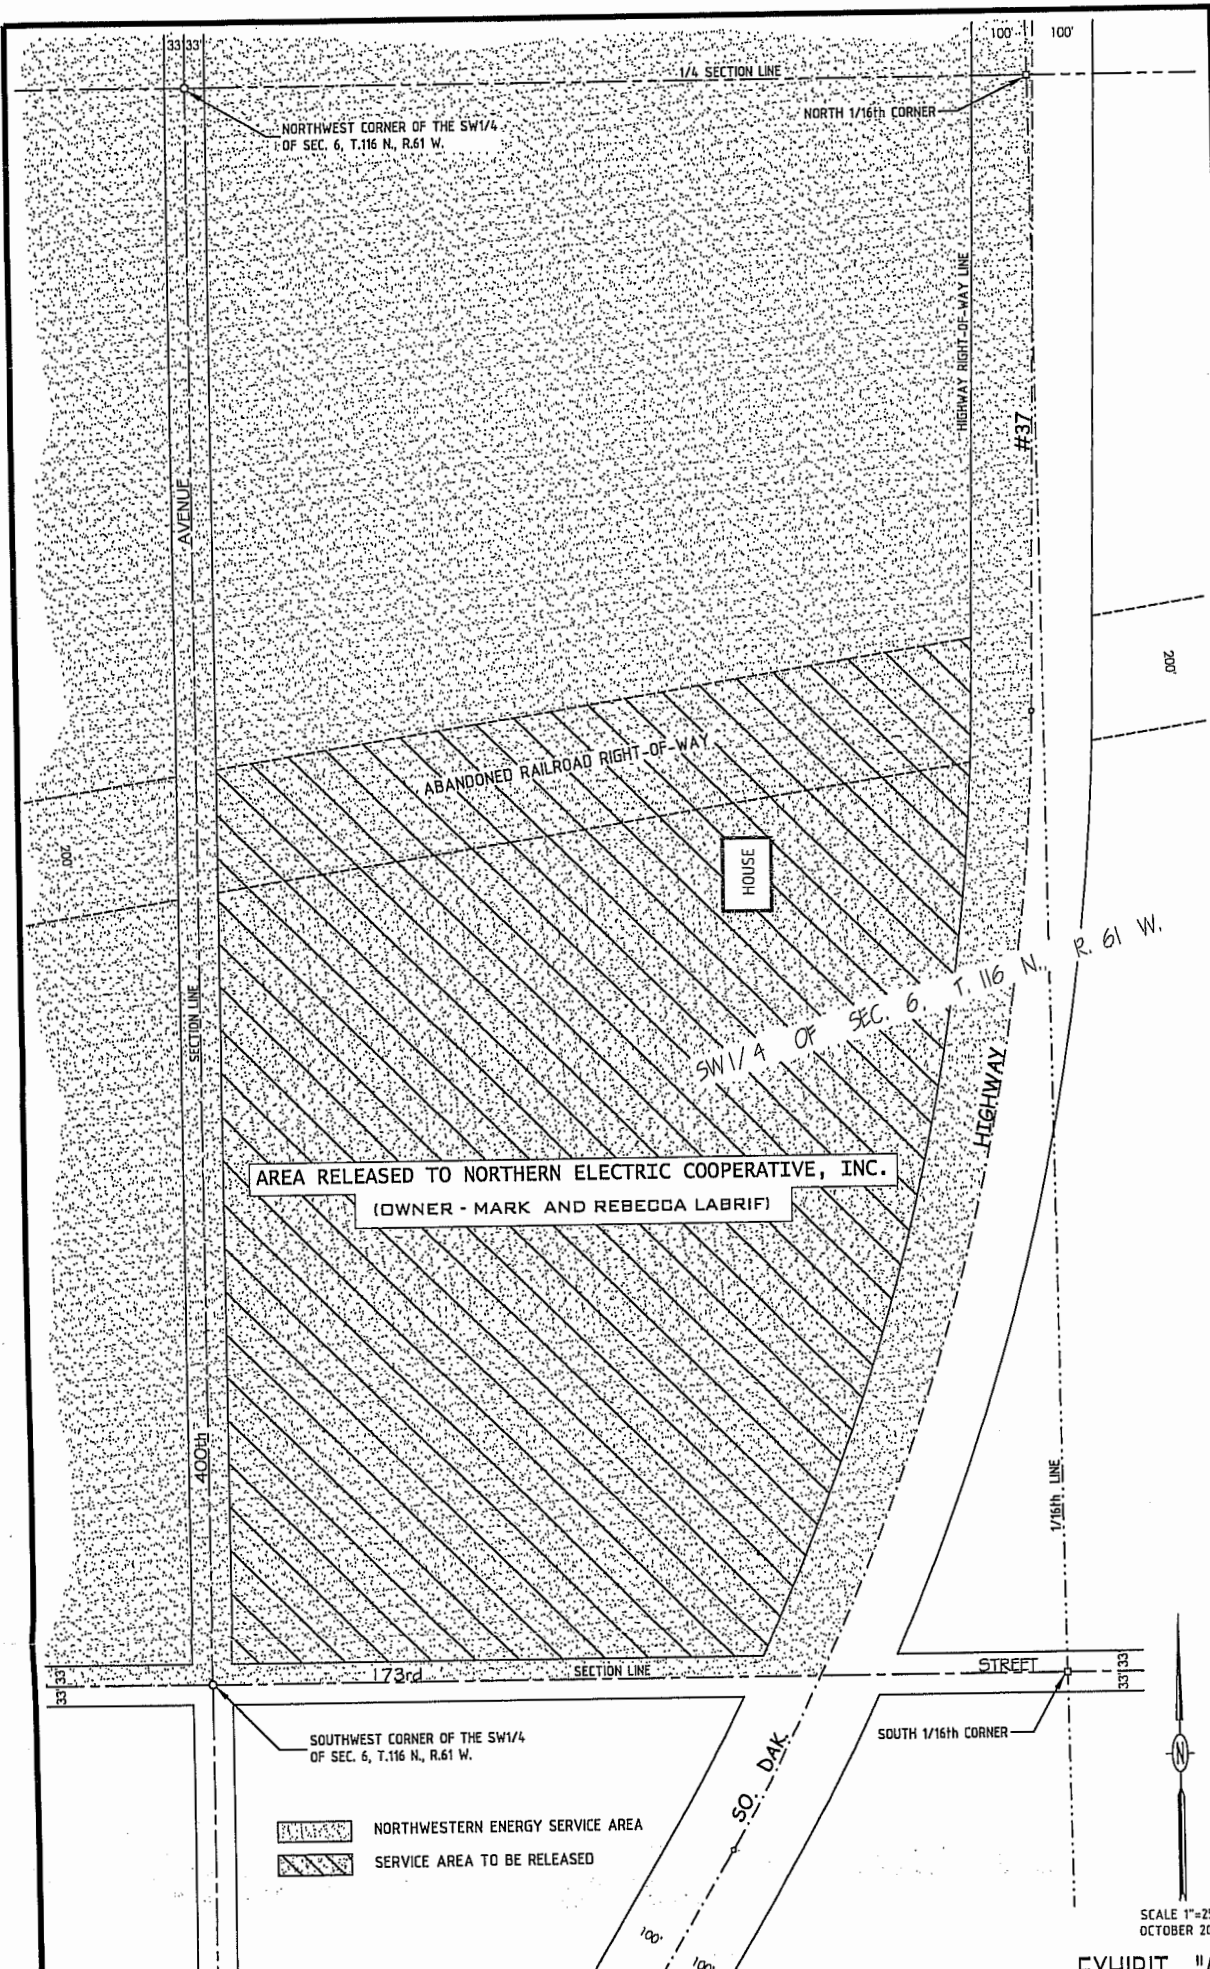 33' 33'
100' 100'
1/4 SECTION LINE
NORTH 1/16th CORNER
NORTHWEST CORNER OF THE SW1/4
OF SEC. 6, T.116 N., R.61 W.
HIGHWAY RIGHT-OF-WAY LINE
#37
AVENUE
200'
ABANDONED RAILROAD RIGHT-OF-WAY
200'
HOUSE
SW1/4 OF SEC. 6, T. 116 N., R. 61 W.
SECTION LINE
HIGHWAY
AREA RELEASED TO NORTHERN ELECTRIC COOPERATIVE, INC.
(OWNER - MARK AND REBECCA LABRIF)
400th
1/16th LINE
33' 33'
173rd
SECTION LINE
STREET
33' 33'
SOUTHWEST CORNER OF THE SW1/4
OF SEC. 6, T.116 N., R.61 W.
SOUTH 1/16th CORNER
SO. DAK.
N
NORTHWESTERN ENERGY SERVICE AREA
SERVICE AREA TO BE RELEASED
SCALE
OCTOBER
100'
100'
EXHIBIT